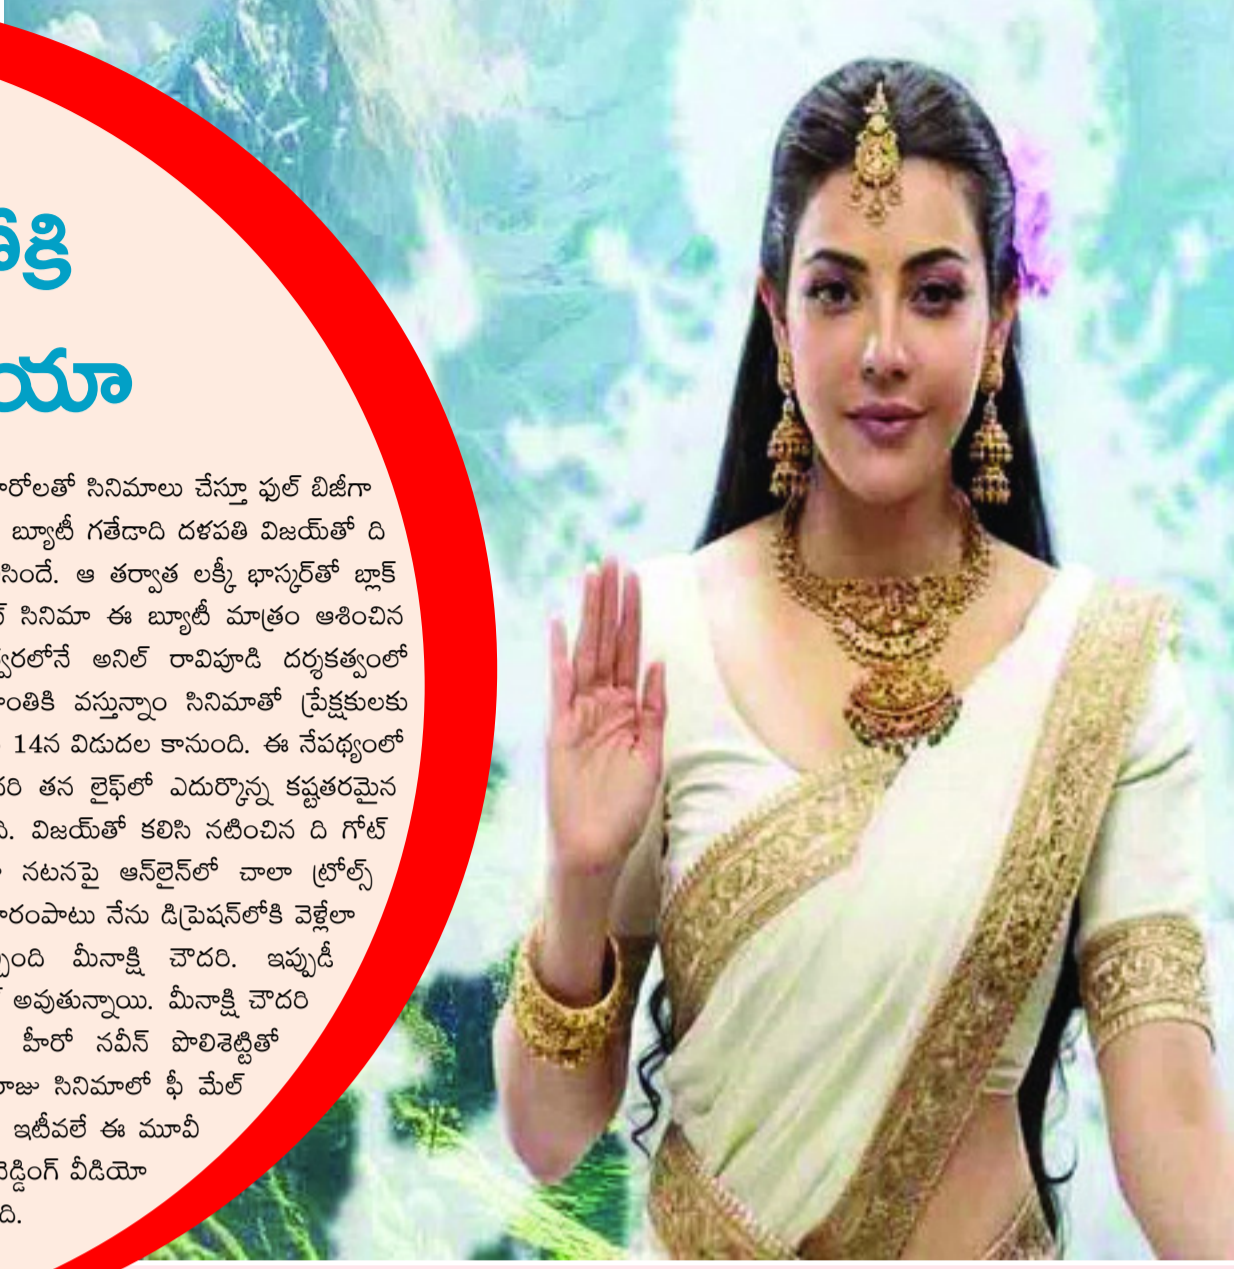 యా
సినిమాలు చేస్తూ ఫుల్ బిజీగా
బ్యూటీ గతేడాది దళపతి విజయ్‌తో ది
ఆ తర్వాత లక్కీ భాస్కర్‌తో బ్లాక్
సినిమా ఈ బ్యూటీ మాత్రం ఆశించిన
అనిల్ రావిపూడి దర్శకత్వంలో
వస్తున్నాం సినిమాతో ప్రేక్షకులకు
14న విడుదల కానుంది. ఈ నేపథ్యంలో
తన లైఫ్‌లో ఎదుర్కొన్న కష్టతరమైన
విజయ్‌తో కలిసి నటించిన ది గోట్
నటనపై ఆన్‌లైన్‌లో చాలా ట్రోల్స్
నేను డిప్రెషన్‌లోకి వెళ్లేలా
మీనాక్షి చౌదరి. ఇప్పుడీ
అవుతున్నాయి. మీనాక్షి చౌదరి
హీరో నవీన్ పొలిశెట్టితో
సినిమాలో ఫీ మేల్
ఇటీవలే ఈ మూవీ
వీడియో